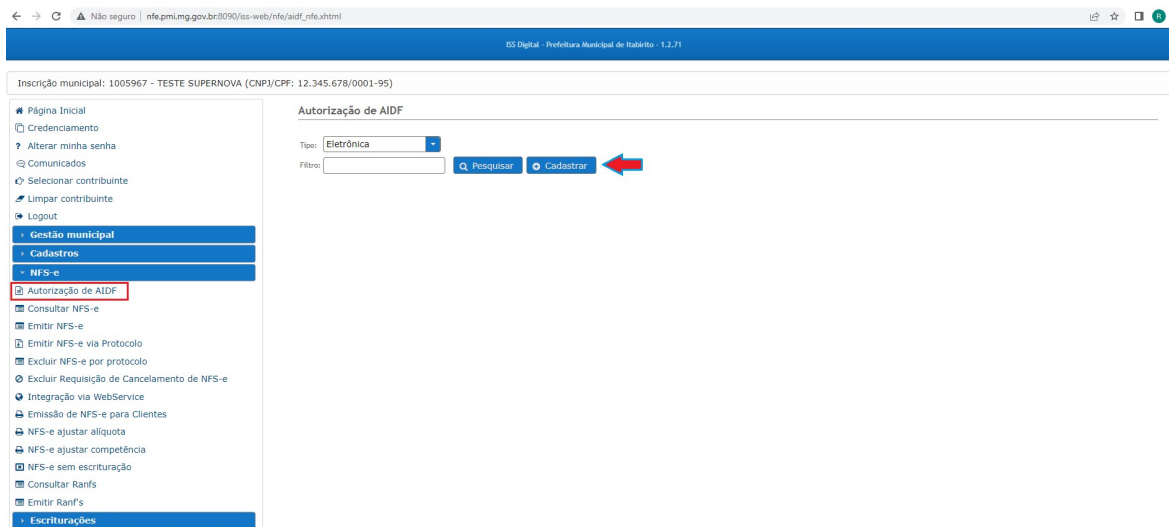 Não seguro | nfe.pmi.mg.gov.br:8090/iss-web/nfe/aidf_nfe.xhtml
R
ISS Digital - Prefeitura Municipal de Itabirito - 1.2.71
Inscrição municipal: 1005967 - TESTE SUPERNOVA (CNPJ/CPF: 12.345.678/0001-95)
Página Inicial
Credenciamento
? Alterar minha senha
Comunicados
Selecionar contribuinte
Limpar contribuinte
Logout
Gestão municipal
Cadastros
NFS-e
Autorização de AIDF
Consultar NFS-e
Emitir NFS-e
Emitir NFS-e via Protocolo
Excluir NFS-e por protocolo
Excluir Requisição de Cancelamento de NFS-e
Integração via WebService
Emissão de NFS-e para Clientes
NFS-e ajustar alíquota
NFS-e ajustar competência
NFS-e sem escrituração
Consultar Ranfs
Emitir Ranf's
Escriturações
Autorização de AIDF
Tipo: Eletrônica
Filtro: Pesquisar Cadastrar